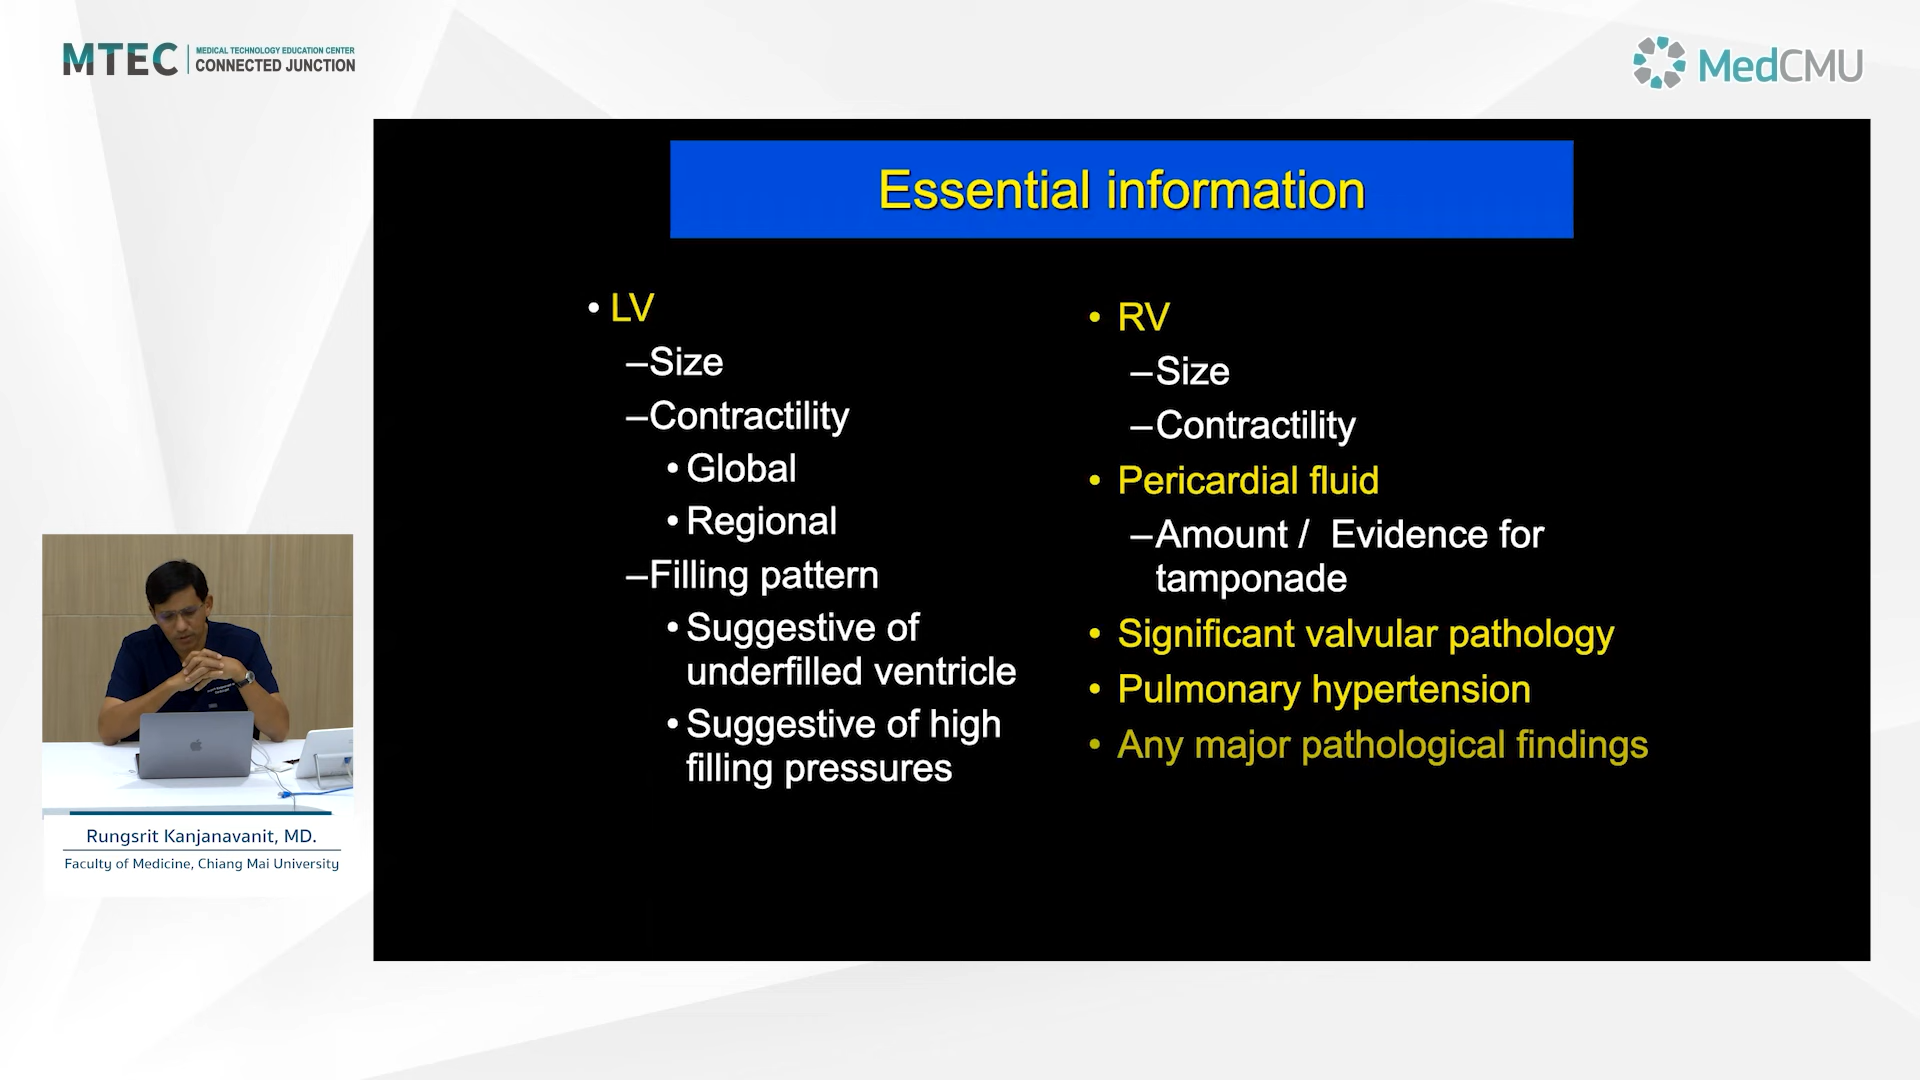 MTEC
MEDICAL TECHNOLOGY EDUCATION CENTER
CONNECTED JUNCTION
MedCMU
Essential information
• LV
–Size
–Contractility
• Global
• Regional
–Filling pattern
• Suggestive of
underfilled ventricle
• Suggestive of high
filling pressures
• RV
–Size
–Contractility
• Pericardial fluid
–Amount / Evidence for
tamponade
• Significant valvular pathology
• Pulmonary hypertension
• Any major pathological findings
Rungsrit Kanjanavanit, MD.
Faculty of Medicine, Chiang Mai University